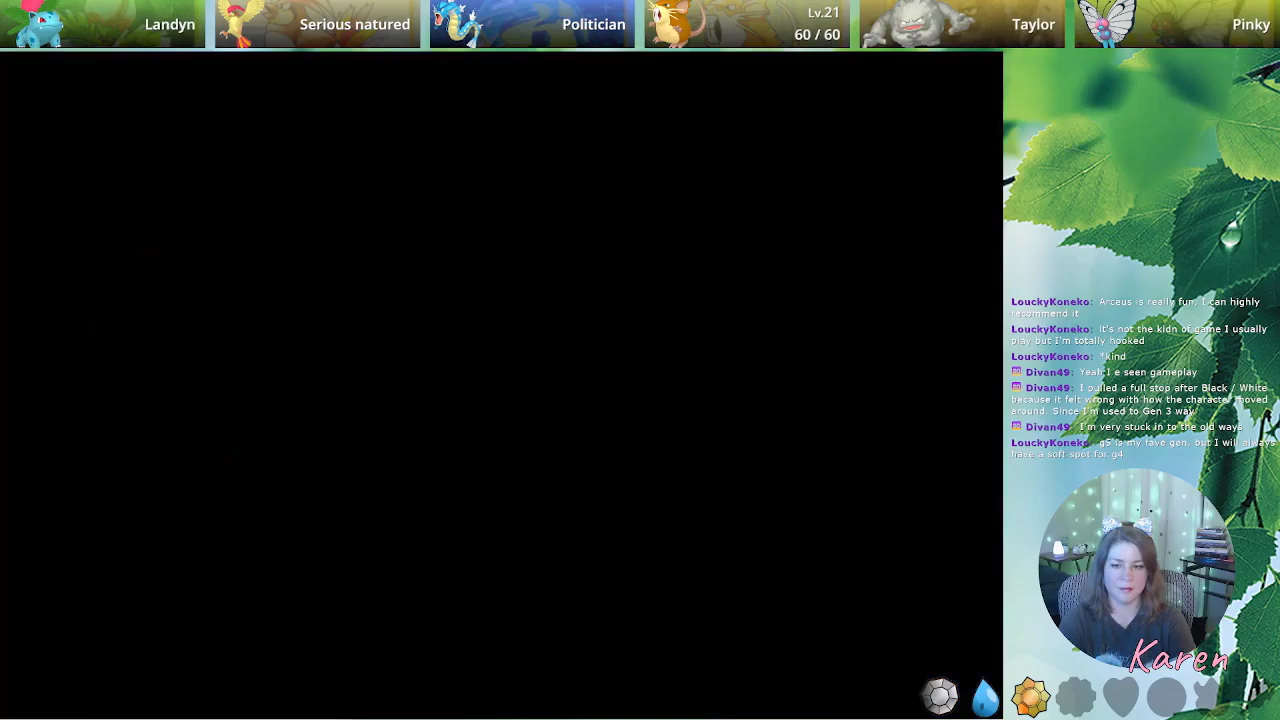 Landyn
Serious natured
Politician
Lv.21
60 / 60
Taylor
Pinky
LouckyKoneko: Arceus is really fun, I can highly
recommend it
LouckyKoneko: It's not the kidn of game I usually
play but I'm totally hooked
LouckyKoneko: *kind
Divan49: Yeah I e seen gameplay
Divan49: I pulled a full stop after Black / White
because it felt wrong with how the character moved
around. Since I'm used to Gen 3 way
Divan49: I'm very stuck in to the old ways
LouckyKoneko: g5 is my fave gen, but I will always
have a soft spot for g4
Karen